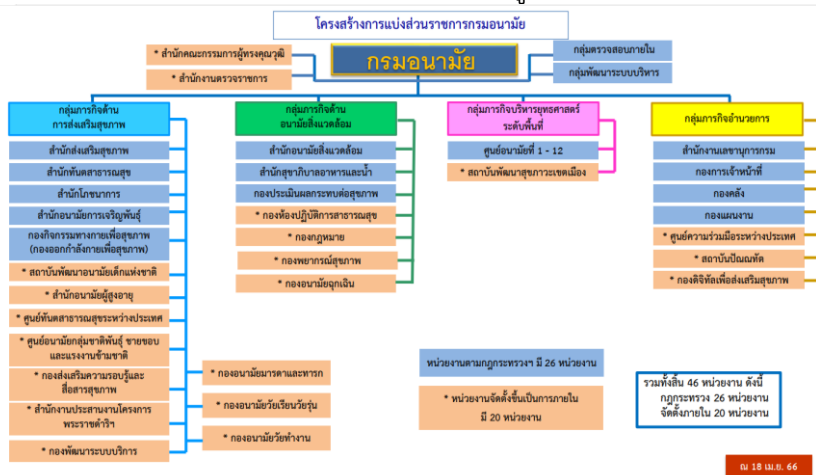 โครงสร้างการแบ่งส่วนราชการกรมอนามัย
* สำนักคณะกรรมการผู้ทรงคุณวุฒิ
กรมอนามัย
กลุ่มตรวจสอบภายใน
* สำนักงานตรวจราชการ
กลุ่มพัฒนาระบบบริหาร
กลุ่มภารกิจด้าน
การส่งเสริมสุขภาพ
สำนักส่งเสริมสุขภาพ
สำนักทันตสาธารณสุข
สำนักโภชนาการ
สำนักอนามัยการเจริญพันธุ์
กองกิจกรรมทางกายเพื่อสุขภาพ
(กองออกกำลังกายเพื่อสุขภาพ)
* สถาบันพัฒนาอนามัยเด็กแห่งชาติ
* สำนักอนามัยผู้สูงอายุ
* ศูนย์ทันตสาธารณสุขระหว่างประเทศ
* ศูนย์อนามัยกลุ่มชาติพันธุ์ ชายขอบ
และแรงงานข้ามชาติ
* กองส่งเสริมความรอบรู้และ
สื่อสารสุขภาพ
* สำนักงานประสานงานโครงการ
พระราชดำริฯ
* กองพัฒนาระบบบริการ
* กองอนามัยมารดาและทารก
* กองอนามัยวัยเรียนวัยรุ่น
* กองอนามัยวัยทำงาน
กลุ่มภารกิจด้าน
อนามัยสิ่งแวดล้อม
สำนักอนามัยสิ่งแวดล้อม
สำนักสุขาภิบาลอาหารและน้ำ
กองประเมินผลกระทบต่อสุขภาพ
* กองห้องปฏิบัติการสาธารณสุข
* กองกฎหมาย
* กองพยากรณ์สุขภาพ
* กองอนามัยฉุกเฉิน
กลุ่มภารกิจบริหารยุทธศาสตร์
ระดับพื้นที่
ศูนย์อนามัยที่ 1 - 12
* สถาบันพัฒนาสุขภาวะเขตเมือง
กลุ่มภารกิจอำนวยการ
สำนักงานเลขานุการกรม
กองการเจ้าหน้าที่
กองคลัง
กองแผนงาน
* ศูนย์ความร่วมมือระหว่างประเทศ
* สถาบันปัณณทัต
* กองดิจิทัลเพื่อส่งเสริมสุขภาพ
หน่วยงานตามกฎกระทรวงฯ มี 26 หน่วยงาน
* หน่วยงานจัดตั้งขึ้นเป็นการภายใน
มี 20 หน่วยงาน
รวมทั้งสิ้น 46 หน่วยงาน ดังนี้
กฎกระทรวง 26 หน่วยงาน
จัดตั้งภายใน 20 หน่วยงาน
ณ 18 เม.ย. 66